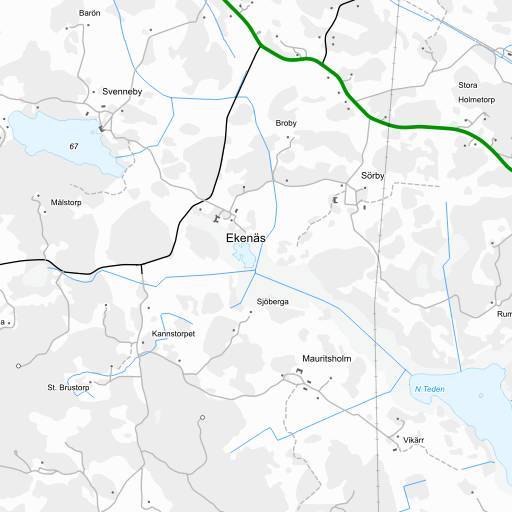 Barön
Svenneby
Stora
Holmetorp
Broby
67
Sörby
Målstorp
Ekenäs
Sjöberga
Rum
a
Kannstorpet
Mauritsholm
St. Brustorp
N Teden
Vikärr